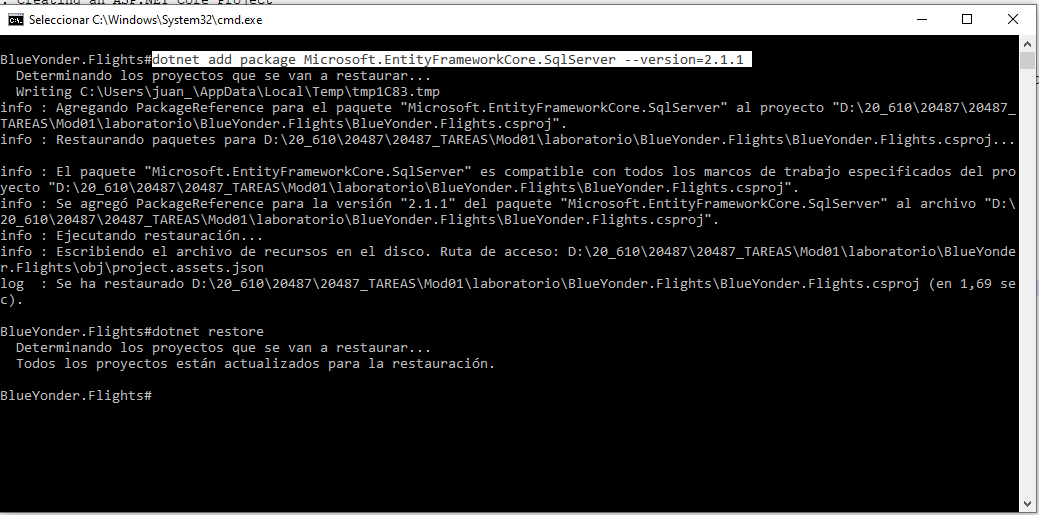 . Creating an ASP.NET Core Project
Seleccionar C:\Windows\System32\cmd.exe
BlueYonder.Flights#dotnet add package Microsoft.EntityFrameworkCore.SqlServer --version=2.1.1
Determinando los proyectos que se van a restaurar...
Writing C:\Users\juan_\AppData\Local\Temp\tmp1C83.tmp
info : Agregando PackageReference para el paquete "Microsoft.EntityFrameworkCore.SqlServer" al proyecto "D:\20_610\20487\20487_
TAREAS\Mod01\laboratorio\BlueYonder.Flights\BlueYonder.Flights.csproj".
info : Restaurando paquetes para D:\20_610\20487\20487_TAREAS\Mod01\laboratorio\BlueYonder.Flights\BlueYonder.Flights.csproj...
info : El paquete "Microsoft.EntityFrameworkCore.SqlServer" es compatible con todos los marcos de trabajo especificados del pro
yecto "D:\20_610\20487\20487_TAREAS\Mod01\laboratorio\BlueYonder.Flights\BlueYonder.Flights.csproj".
info : Se agregó PackageReference para la versión "2.1.1" del paquete "Microsoft.EntityFrameworkCore.SqlServer" al archivo "D:\
20_610\20487\20487_TAREAS\Mod01\laboratorio\BlueYonder.Flights\BlueYonder.Flights.csproj".
info : Ejecutando restauración...
info : Escribiendo el archivo de recursos en el disco. Ruta de acceso: D:\20_610\20487\20487_TAREAS\Mod01\laboratorio\BlueYonde
r.Flights\obj\project.assets.json
log  : Se ha restaurado D:\20_610\20487\20487_TAREAS\Mod01\laboratorio\BlueYonder.Flights\BlueYonder.Flights.csproj (en 1,69 se
c).
BlueYonder.Flights#dotnet restore
Determinando los proyectos que se van a restaurar...
Todos los proyectos están actualizados para la restauración.
BlueYonder.Flights#